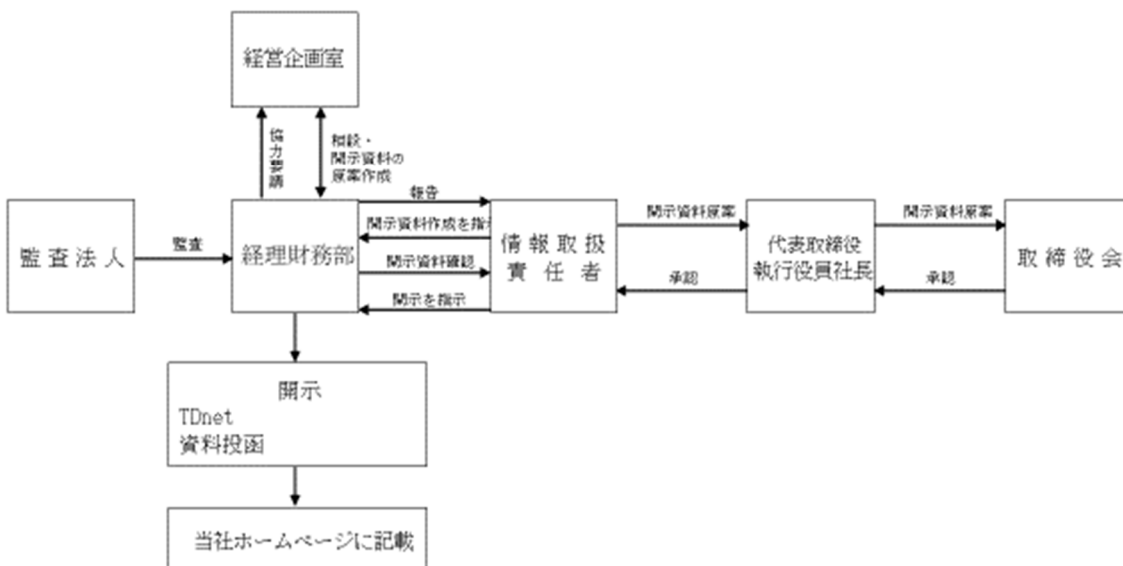 経営企画室
協力要請
相談・
開示資料の
原案作成
報告
開示資料作成を指示
開示資料確認
開示を指示
監査法人
監査
経理財務部
情報取扱
責任者
開示資料原案
承認
代表取締役
執行役員社長
開示資料原案
承認
取締役会
開示
TDnet
資料投函
当社ホームページに記載